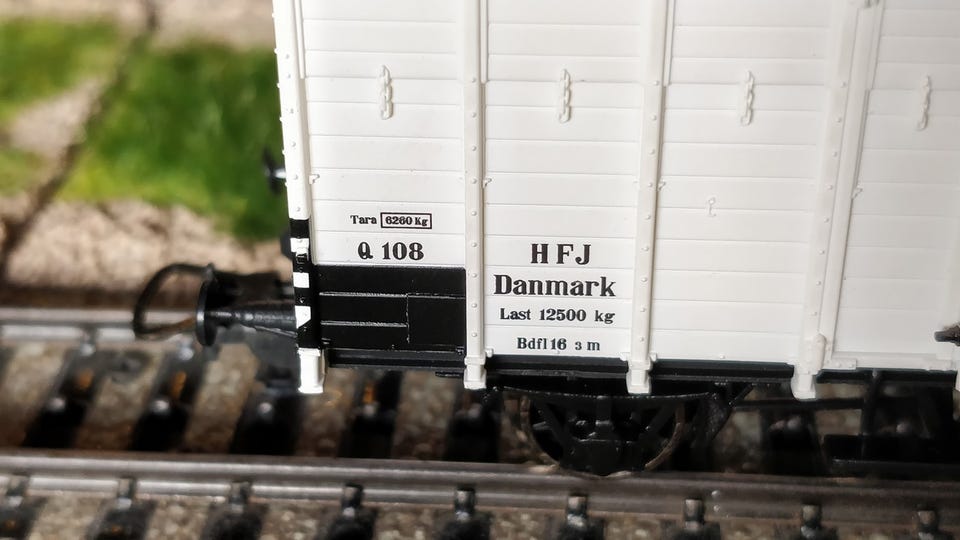 Tara 6260 Kg
Q 108
HFJ
Danmark
Last 12500 kg
Bdfl 16 3 m